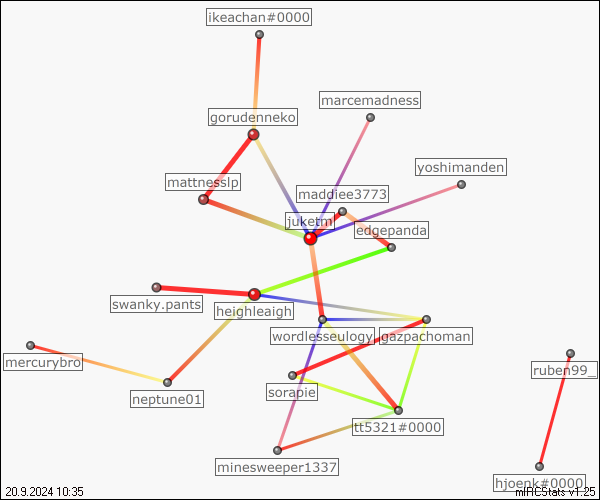 ikeachan#0000
marcemadness
gorudenneko
yoshimanden
mattnesslp
maddiee3773
edgepanda
swanky.pants
heighleaigh
wordlesseulogy
gazpachoman
mercurybro
ruben99_
neptune01
sorapie
tt5321#0000
minesweeper1337
hjoenk#0000
20.9.2024 10:35
mIRCStats v1.25